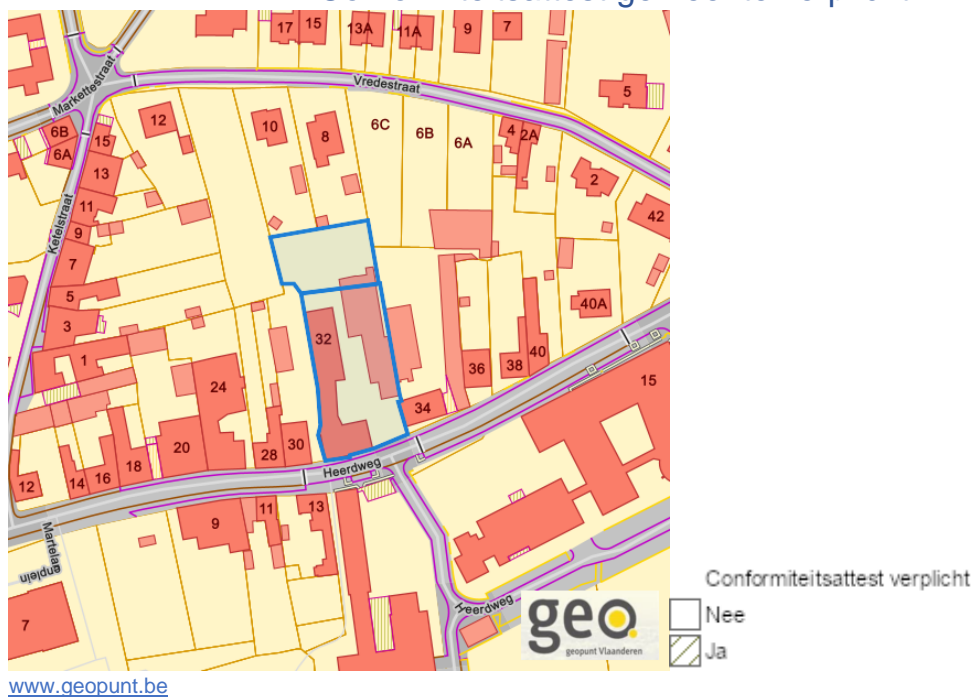 17 15 13A 11A 9 7
Markettestraat
Vredestraat
5
6B 15 12 10 8 6C 6B 6A 4 2A
6A
13
2
11
42
Ketelstraat
9
7
5
40A
3
32
1
40
36 38
24
15
34
30
28
20
18
16
14
12
Heerdweg
9 11 13
Martelaa
enplein
7
Heerdweg
geo
geopunt Vlaanderen
Conformiteitsattest verplicht
Nee
Ja
www.geopunt.be